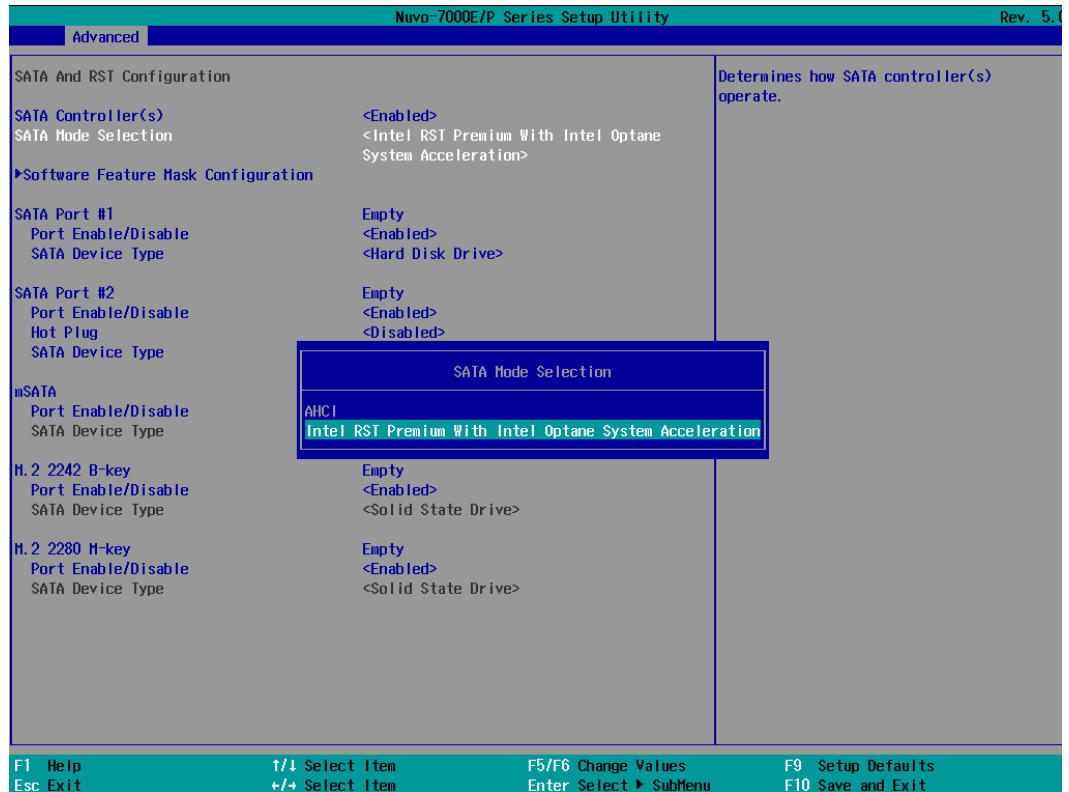 Nuvo-7000E/P Series Setup Utility Rev. 5.
Advanced
SATA And RST Configuration
Determines how SATA controller(s)
operate.
SATA Controller(s) <Enabled>
SATA Mode Selection <Intel RST Premium With Intel Optane
System Acceleration>
▶Software Feature Mask Configuration
SATA Port #1 Empty
Port Enable/Disable <Enabled>
SATA Device Type <Hard Disk Drive>
SATA Port #2 Empty
Port Enable/Disable <Enabled>
Hot Plug <Disabled>
SATA Device Type
mSATA
Port Enable/Disable
SATA Device Type
SATA Mode Selection
AHCI
Intel RST Premium With Intel Optane System Acceleration
M.2 2242 B-key Empty
Port Enable/Disable <Enabled>
SATA Device Type <Solid State Drive>
M.2 2280 M-key Empty
Port Enable/Disable <Enabled>
SATA Device Type <Solid State Drive>
F1 Help ↑/↓ Select Item F5/F6 Change Values F9 Setup Defaults
Esc Exit ←/→ Select Item Enter Select ▶ SubMenu F10 Save and Exit